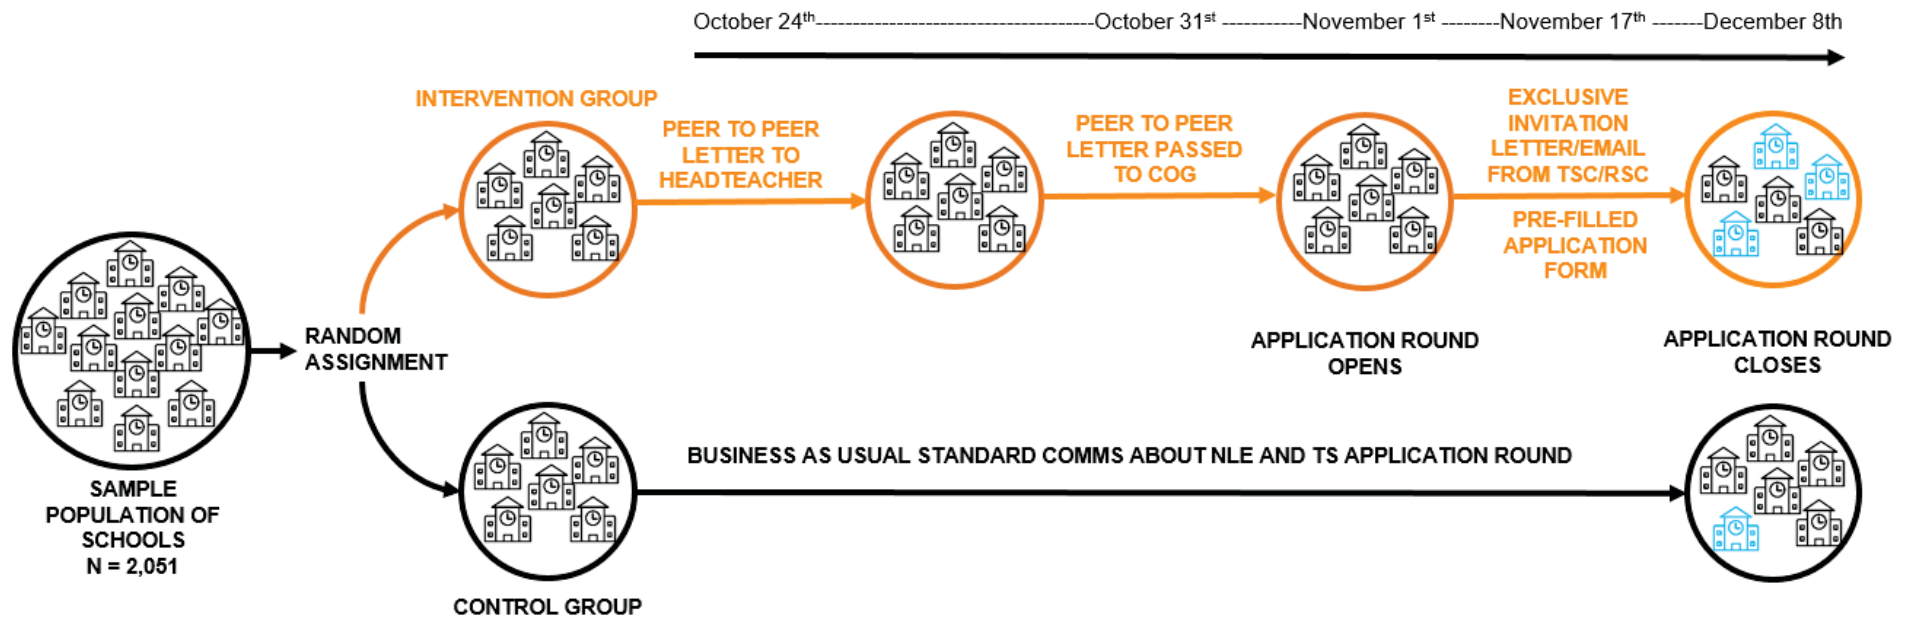 October 24th--------------------------------------October 31st -----------November 1st --------November 17th -------December 8th
INTERVENTION GROUP
PEER TO PEER
LETTER TO
HEADTEACHER
PEER TO PEER
LETTER PASSED
TO COG
EXCLUSIVE
INVITATION
LETTER/EMAIL
FROM TSC/RSC
PRE-FILLED
APPLICATION
FORM
RANDOM
ASSIGNMENT
APPLICATION ROUND
OPENS
APPLICATION ROUND
CLOSES
SAMPLE
POPULATION OF
SCHOOLS
N = 2,051
BUSINESS AS USUAL STANDARD COMMS ABOUT NLE AND TS APPLICATION ROUND
CONTROL GROUP